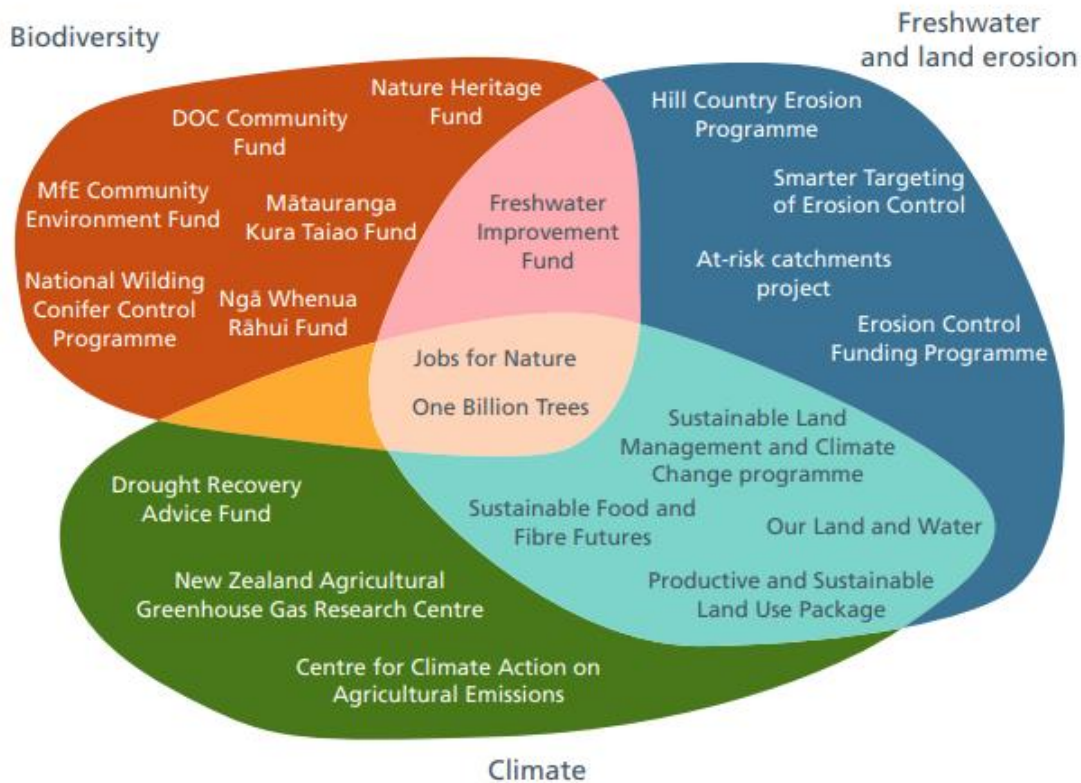 Biodiversity
Freshwater
and land erosion
Nature Heritage
Fund
DOC Community
Fund
MfE Community
Environment Fund
Mātauranga
Kura Taiao Fund
National Wilding
Conifer Control
Programme
Ngā Whenua
Rāhui Fund
Freshwater
Improvement
Fund
Hill Country Erosion
Programme
Smarter Targeting
of Erosion Control
At-risk catchments
project
Erosion Control
Funding Programme
Jobs for Nature
One Billion Trees
Sustainable Land
Management and Climate
Change programme
Sustainable Food and
Fibre Futures
Our Land and Water
Productive and Sustainable
Land Use Package
Drought Recovery
Advice Fund
New Zealand Agricultural
Greenhouse Gas Research Centre
Centre for Climate Action on
Agricultural Emissions
Climate